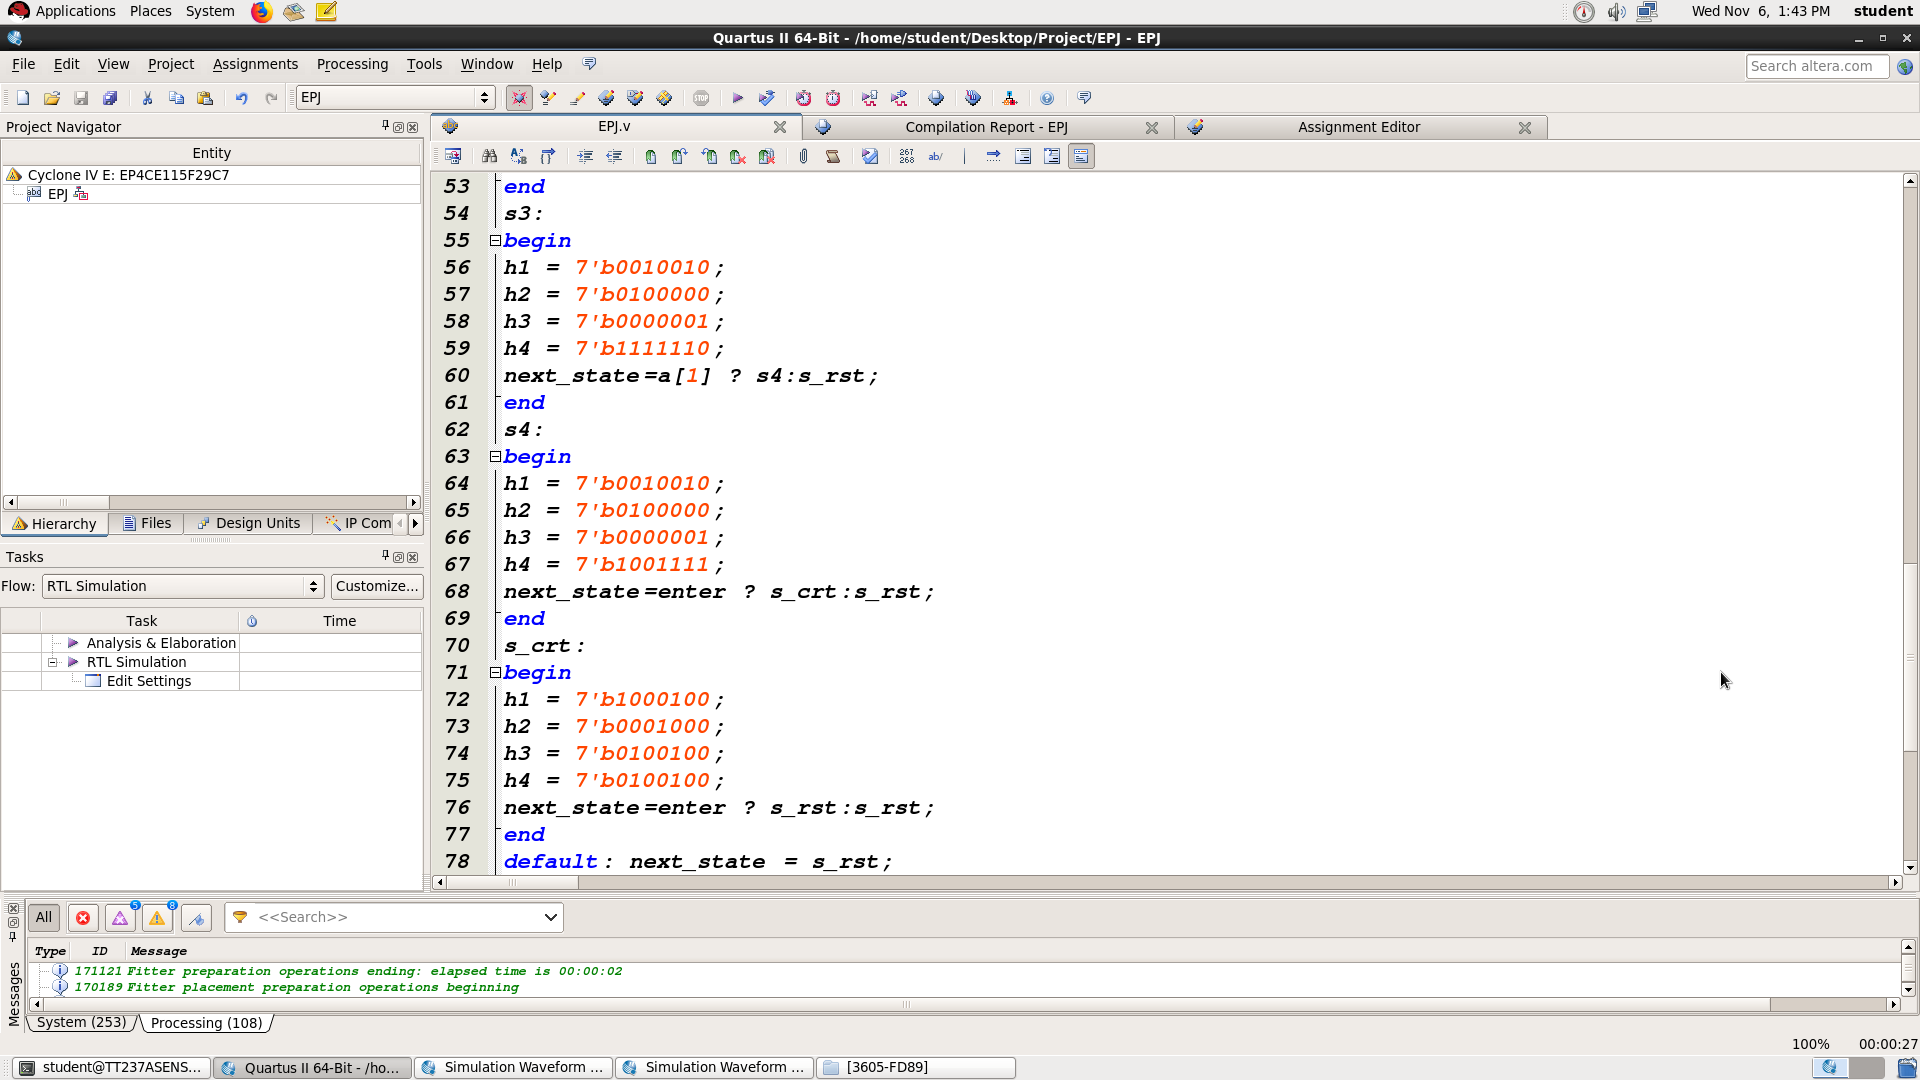 Applications Places System Wed Nov 6, 1:43 PM student
Quartus II 64-Bit - /home/student/Desktop/Project/EPJ - EPJ
File Edit View Project Assignments Processing Tools Window Help Search altera.com
EPJ STOP
Project Navigator
EPJ.v Compilation Report - EPJ Assignment Editor
Entity
Cyclone IV E: EP4CE115F29C7
abc EPJ
267 268 ab/
53 end
54 s3:
55 begin
56 h1 = 7'b0010010;
57 h2 = 7'b0100000;
58 h3 = 7'b0000001;
59 h4 = 7'b1111110;
60 next_state=a[1] ? s4:s_rst;
61 end
62 s4:
63 begin
64 h1 = 7'b0010010;
65 h2 = 7'b0100000;
66 h3 = 7'b0000001;
67 h4 = 7'b1001111;
68 next_state=enter ? s_crt:s_rst;
69 end
70 s_crt:
71 begin
72 h1 = 7'b1000100;
73 h2 = 7'b0001000;
74 h3 = 7'b0100100;
75 h4 = 7'b0100100;
76 next_state=enter ? s_rst:s_rst;
77 end
78 default: next_state = s_rst;
Hierarchy Files Design Units IP Com
Tasks
Flow: RTL Simulation Customize...
Task Time
Analysis & Elaboration
RTL Simulation
Edit Settings
All 5 8 <<Search>>
Type ID Message
171121 Fitter preparation operations ending: elapsed time is 00:00:02
170189 Fitter placement preparation operations beginning
Messages
System (253) Processing (108)
100% 00:00:27
student@TT237ASENS... Quartus II 64-Bit - /ho... Simulation Waveform ... Simulation Waveform ... [3605-FD89]